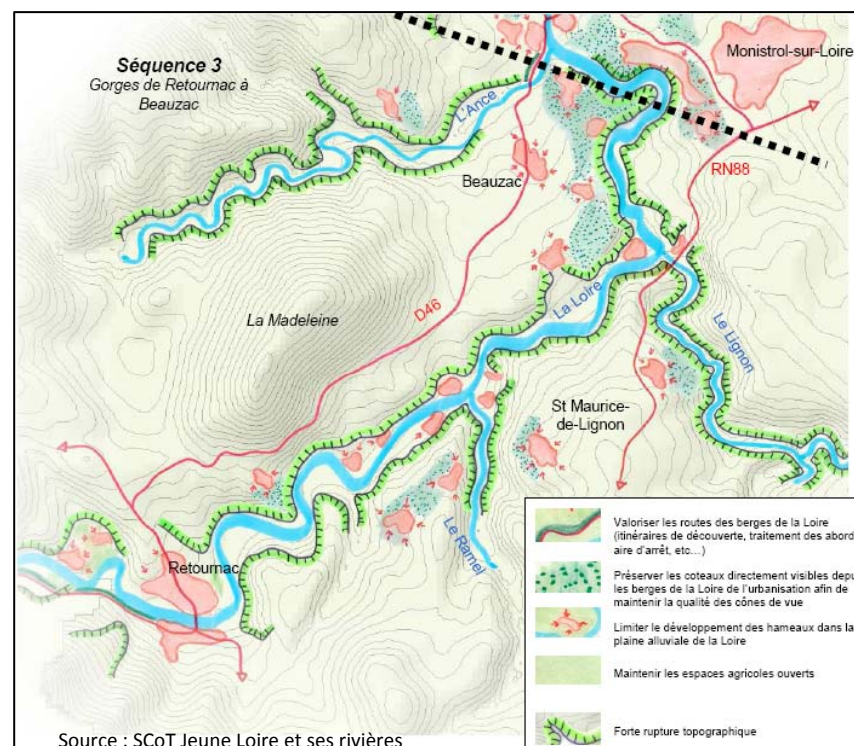 Séquence 3
Gorges de Retournac à
Beauzac
Monistrol-sur-Loire
L'Ance
Beauzac
RN88
La Loire
D46
La Madeleine
Le Lignon
St Maurice-
de-Lignon
Le Ramel
Retournac
Valoriser les routes des berges de la Loire
(itinéraires de découverte, traitement des abord
aire d'arrêt, etc...)
Préserver les coteaux directement visibles depu
les berges de la Loire de l'urbanisation afin de
maintenir la qualité des cônes de vue
Limiter le développement des hameaux dans la
plaine alluviale de la Loire
Maintenir les espaces agricoles ouverts
Forte rupture topographique
Source : SCoT Jeune Loire et ses rivières